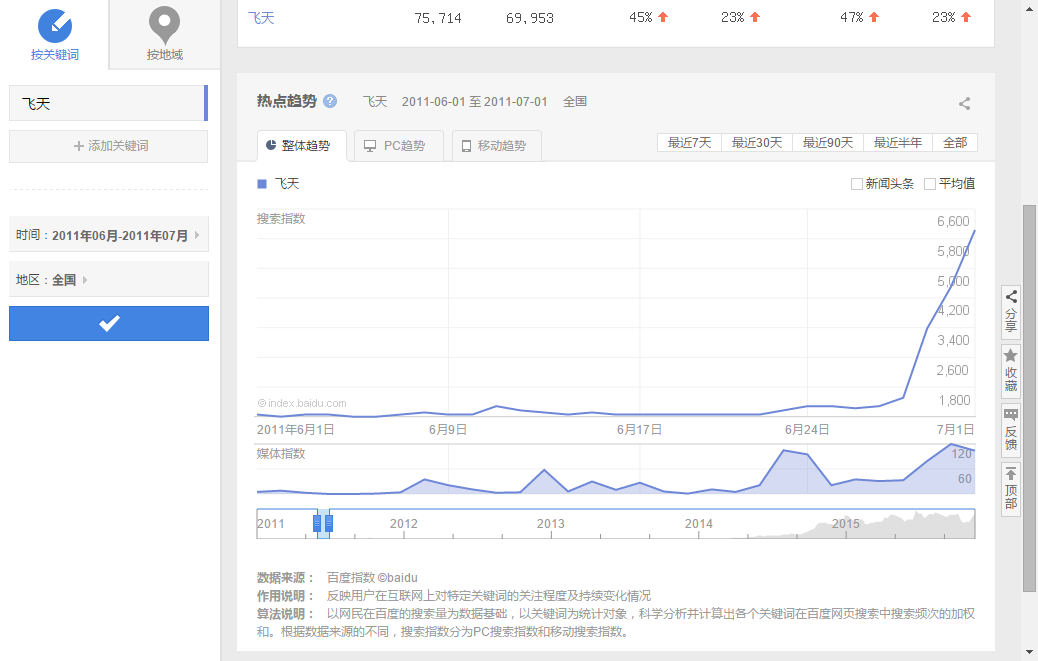 按关键词
按地域
飞天
添加关键词
时间：2011年06月-2011年07月
地区：全国
飞天 75,714 69,953 45% 23% 47% 23%
热点趋势 ? 飞天 2011-06-01 至 2011-07-01 全国
整体趋势 PC趋势 移动趋势 最近7天 最近30天 最近90天 最近半年 全部
飞天 新闻头条 平均值
搜索指数 6,600
5,800
5,000
4,200
3,400
2,600
©index.baidu.com 1,800
2011年6月1日 6月9日 6月17日 6月24日 7月1日
媒体指数 120
60
2011 2012 2013 2014 2015
数据来源： 百度指数 ©baidu
作用说明： 反映用户在互联网上对特定关键词的关注程度及持续变化情况
算法说明： 以网民在百度的搜索量为数据基础，以关键词为统计对象，科学分析并计算出各个关键词在百度网页搜索中搜索频次的加权
和。根据数据来源的不同，搜索指数分为PC搜索指数和移动搜索指数。
分享
收藏
反馈
顶部